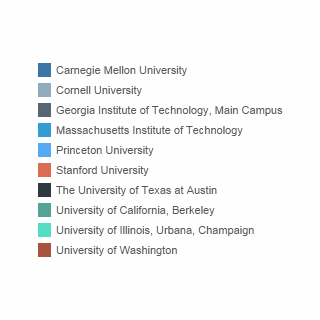 Carnegie Mellon University
Cornell University
Georgia Institute of Technology, Main Campus
Massachusetts Institute of Technology
Princeton University
Stanford University
The University of Texas at Austin
University of California, Berkeley
University of Illinois, Urbana, Champaign
University of Washington